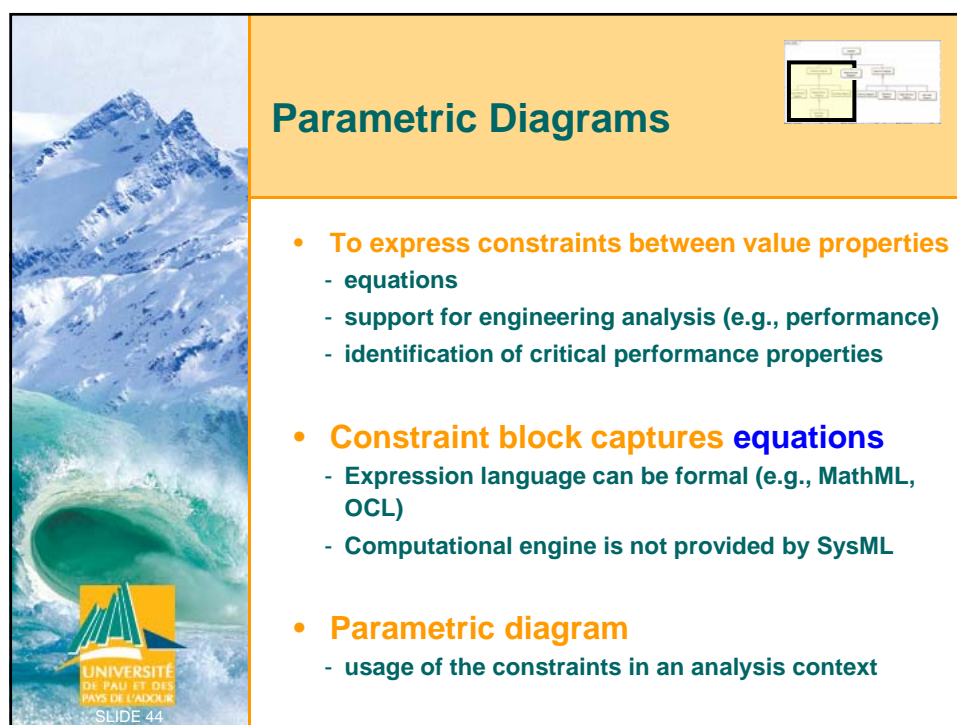 Parametric Diagrams
• To express constraints between value properties
- equations
- support for engineering analysis (e.g., performance)
- identification of critical performance properties
• Constraint block captures equations
- Expression language can be formal (e.g., MathML,
OCL)
- Computational engine is not provided by SysML
• Parametric diagram
- usage of the constraints in an analysis context
UNIVERSITÉ
DE PAU ET DES
PAYS DE L'ADOUR
SLIDE 44